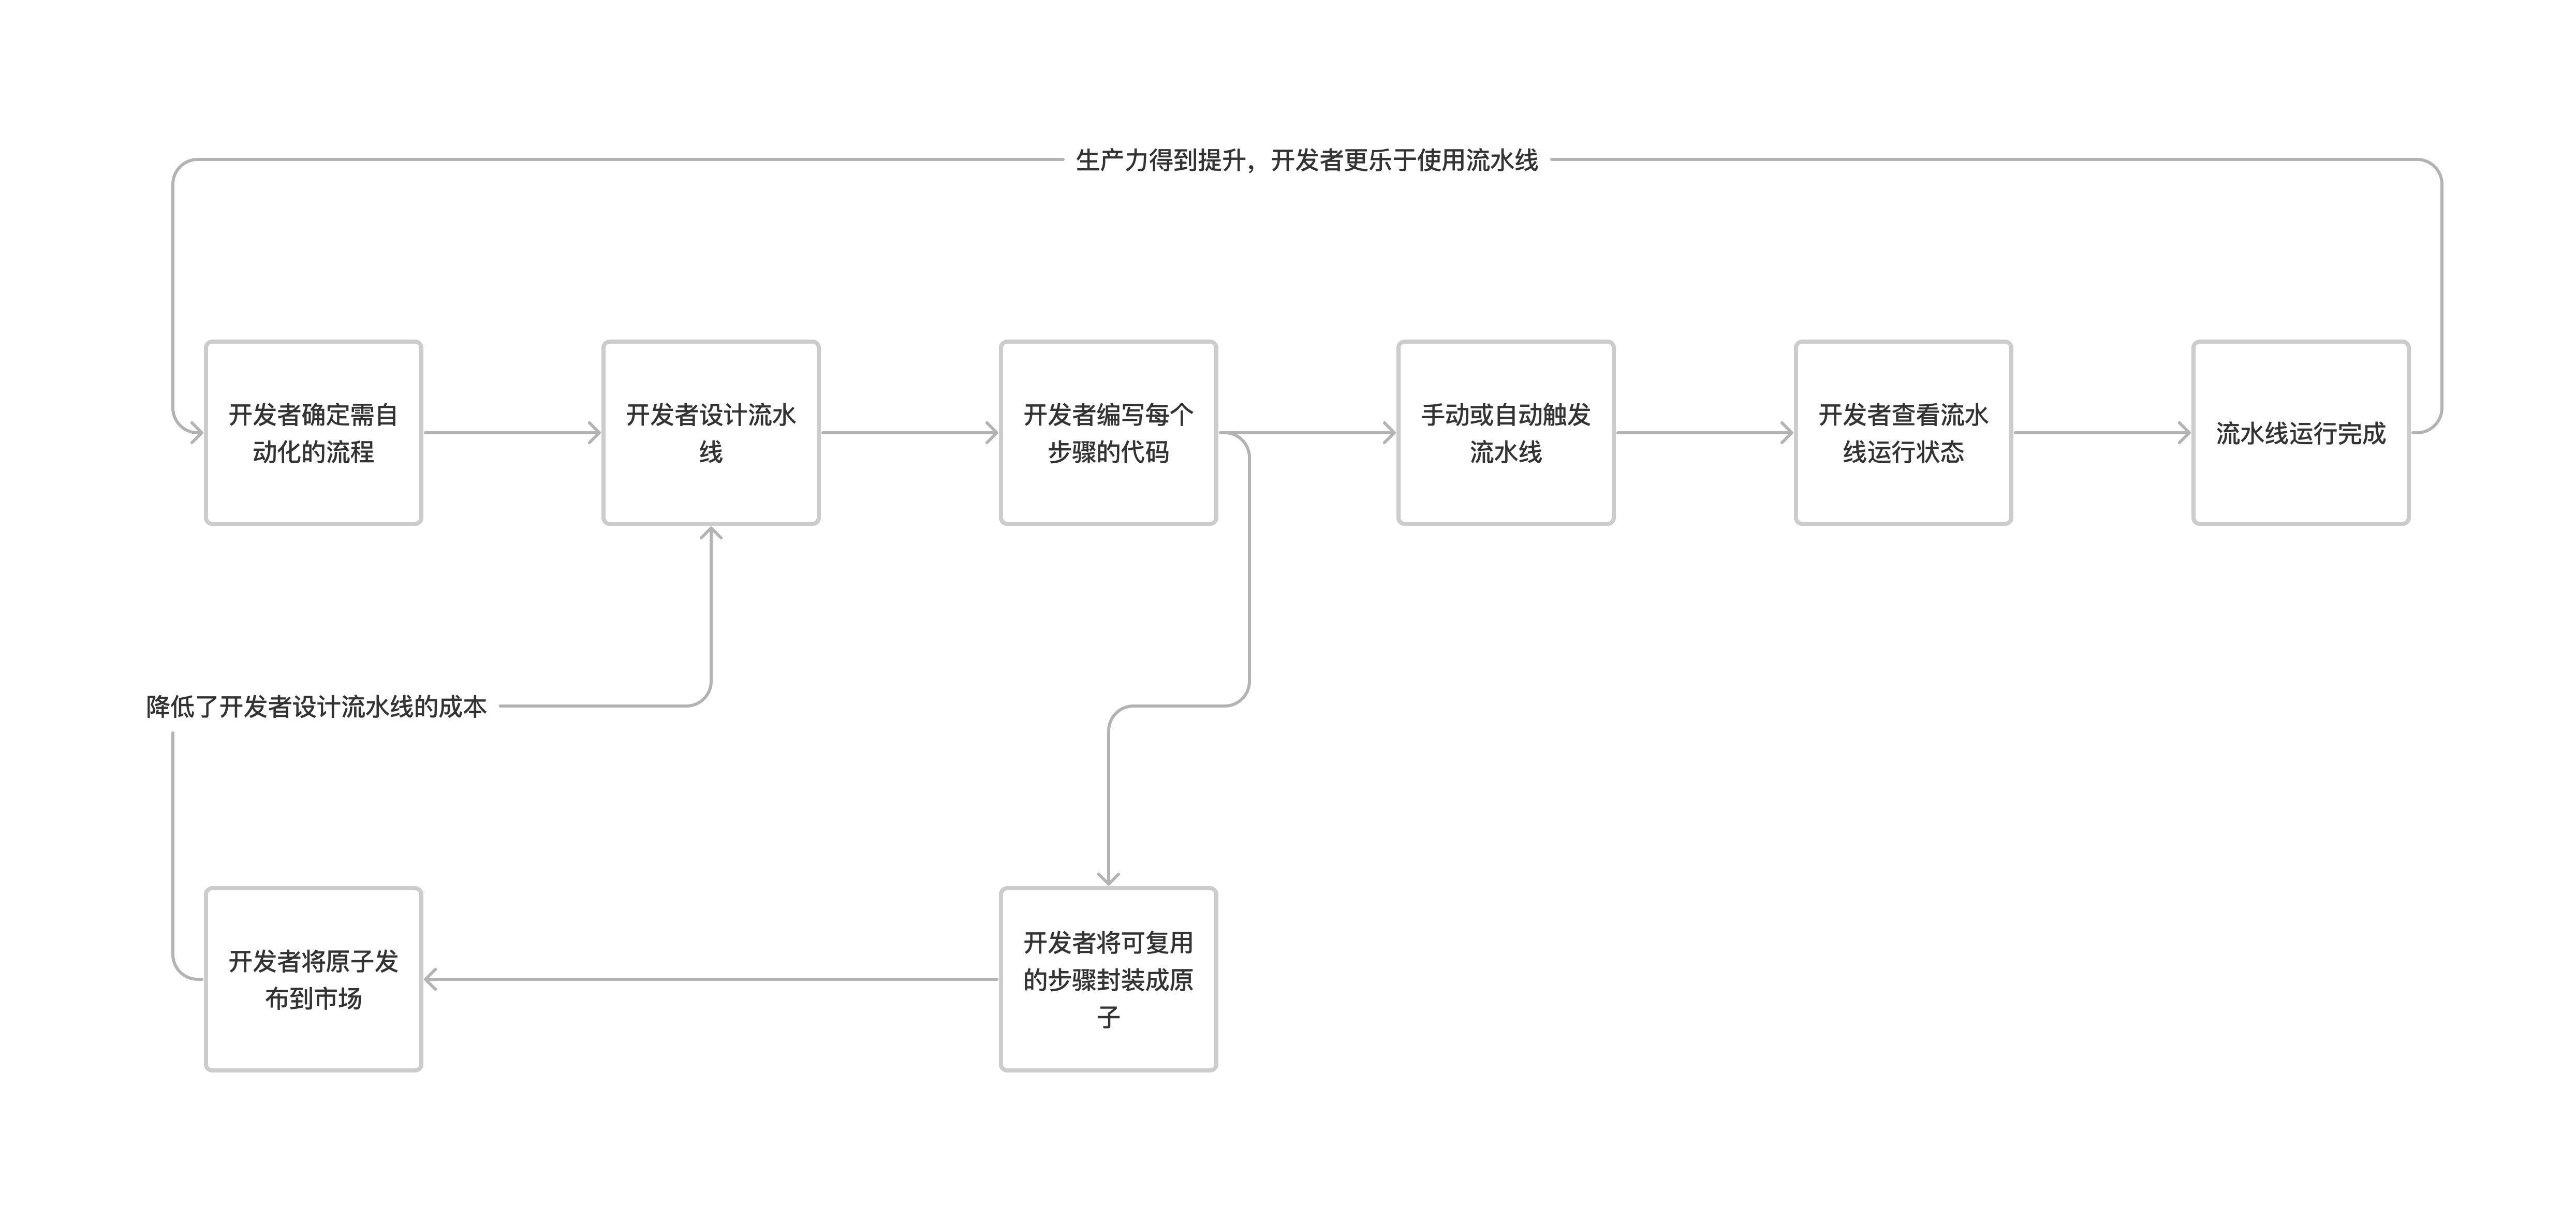 生产力得到提升，开发者更乐于使用流水线
开发者确定需自
动化的流程
开发者设计流水
线
开发者编写每个
步骤的代码
手动或自动触发
流水线
开发者查看流水
线运行状态
流水线运行完成
降低了开发者设计流水线的成本
开发者将原子发
布到市场
开发者将可复用
的步骤封装成原
子